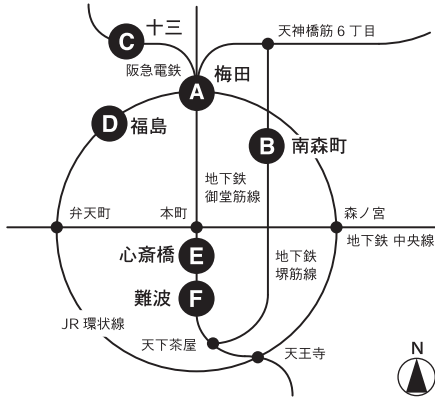 C 十三
天神橋筋6丁目
阪急電鉄
A 梅田
D 福島
B 南森町
地下鉄
御堂筋線
弁天町
本町
森ノ宮
地下鉄 中央線
心斎橋 E
地下鉄
堺筋線
難波 F
JR 環状線
天下茶屋
天王寺
N